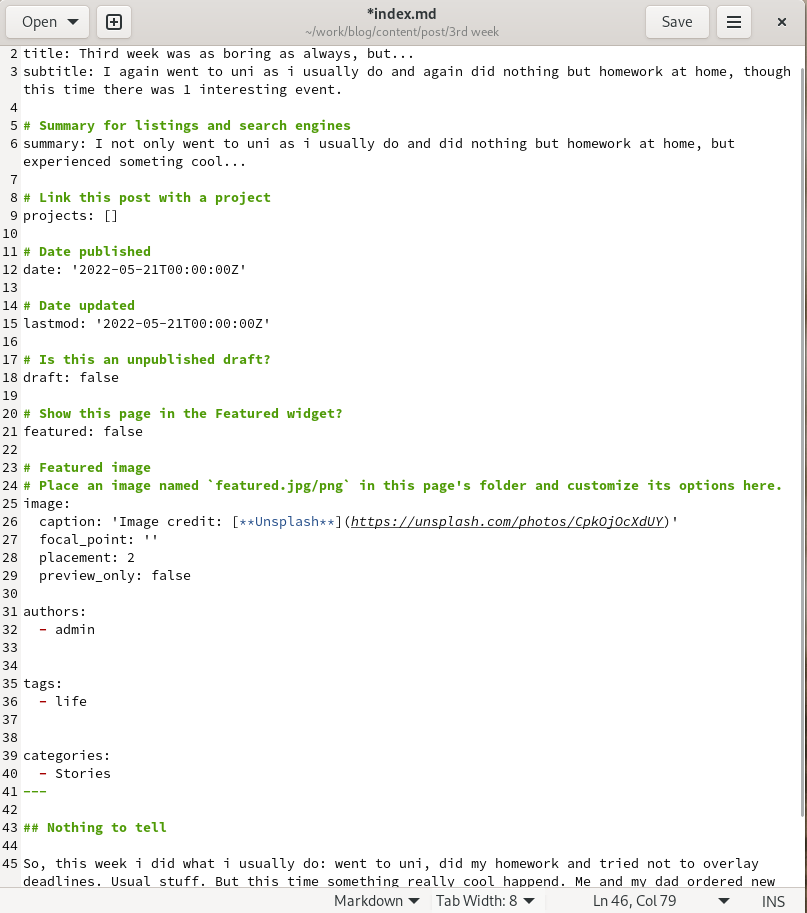 Open
*index.md
~/work/blog/content/post/3rd week
Save
2 title: Third week was as boring as always, but...
3 subtitle: I again went to uni as i usually do and again did nothing but homework at home, though
this time there was 1 interesting event.
4
5 # Summary for listings and search engines
6 summary: I not only went to uni as i usually do and did nothing but homework at home, but
experienced someting cool...
7
8 # Link this post with a project
9 projects: []
10
11 # Date published
12 date: '2022-05-21T00:00:00Z'
13
14 # Date updated
15 lastmod: '2022-05-21T00:00:00Z'
16
17 # Is this an unpublished draft?
18 draft: false
19
20 # Show this page in the Featured widget?
21 featured: false
22
23 # Featured image
24 # Place an image named `featured.jpg/png` in this page's folder and customize its options here.
25 image:
26   caption: 'Image credit: [**Unsplash**](https://unsplash.com/photos/CpkOjOcXdUY)'
27   focal_point: ''
28   placement: 2
29   preview_only: false
30
31 authors:
32   - admin
33
34
35 tags:
36   - life
37
38
39 categories:
40   - Stories
41 ---
42
43 ## Nothing to tell
44
45 So, this week i did what i usually do: went to uni, did my homework and tried not to overlay
deadlines. Usual stuff. But this time something really cool happend. Me and my dad ordered new
Markdown
Tab Width: 8
Ln 46, Col 79
INS